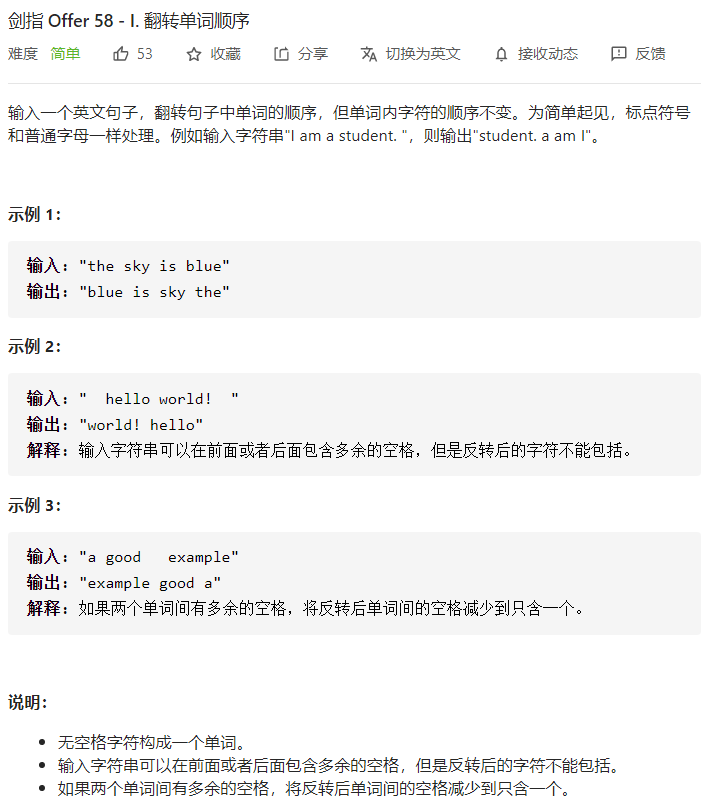 剑指 Offer 58 - I. 翻转单词顺序
难度 简单 53 收藏 分享 切换为英文 接收动态 反馈
输入一个英文句子，翻转句子中单词的顺序，但单词内字符的顺序不变。为简单起见，标点符号
和普通字母一样处理。例如输入字符串"I am a student. "，则输出"student. a am I"。
示例 1：
输入："the sky is blue"
输出："blue is sky the"
示例 2：
输入："  hello world!  "
输出："world! hello"
解释：输入字符串可以在前面或者后面包含多余的空格，但是反转后的字符不能包括。
示例 3：
输入："a good   example"
输出："example good a"
解释：如果两个单词间有多余的空格，将反转后单词间的空格减少到只含一个。
说明：
• 无空格字符构成一个单词。
• 输入字符串可以在前面或者后面包含多余的空格，但是反转后的字符不能包括。
• 如果两个单词间有多余的空格，将反转后单词间的空格减少到只含一个。